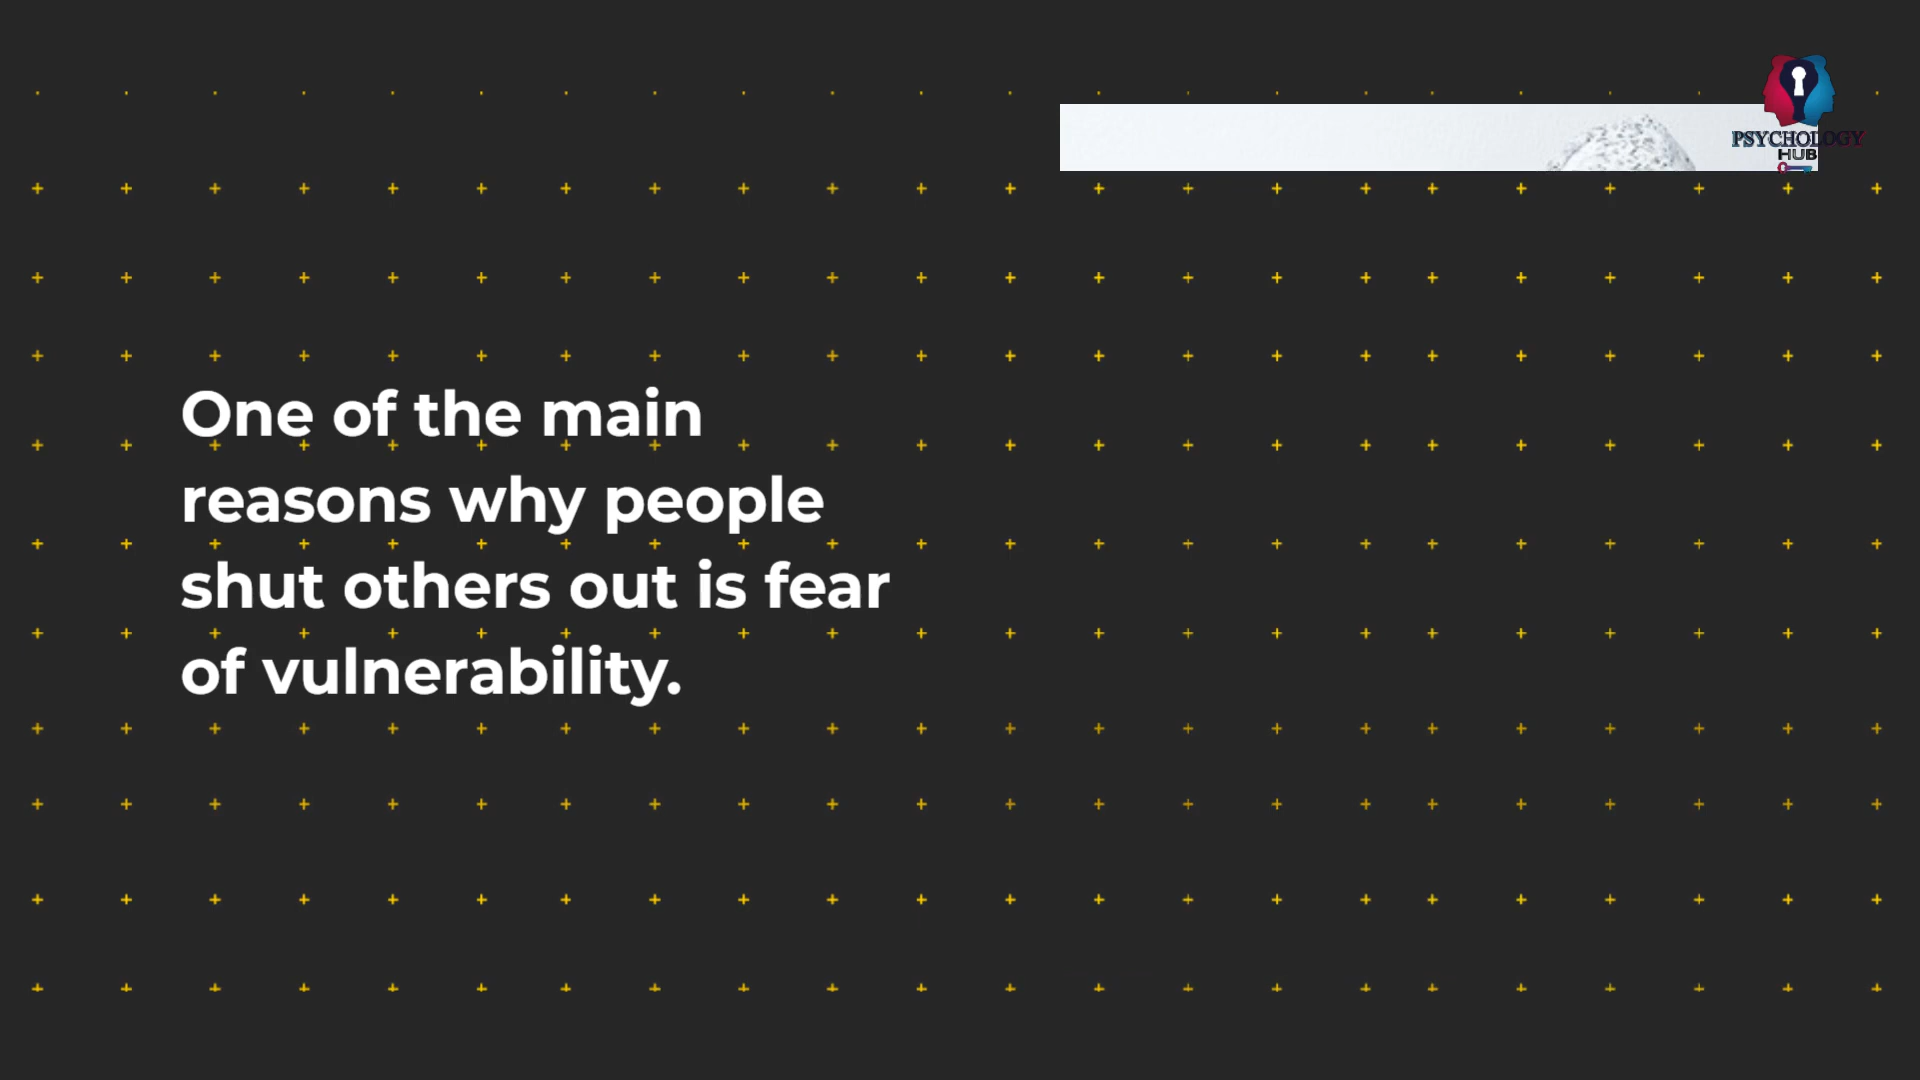 PSYCHOLOGY
HUB
One of the main
reasons why people
shut others out is fear
of vulnerability.